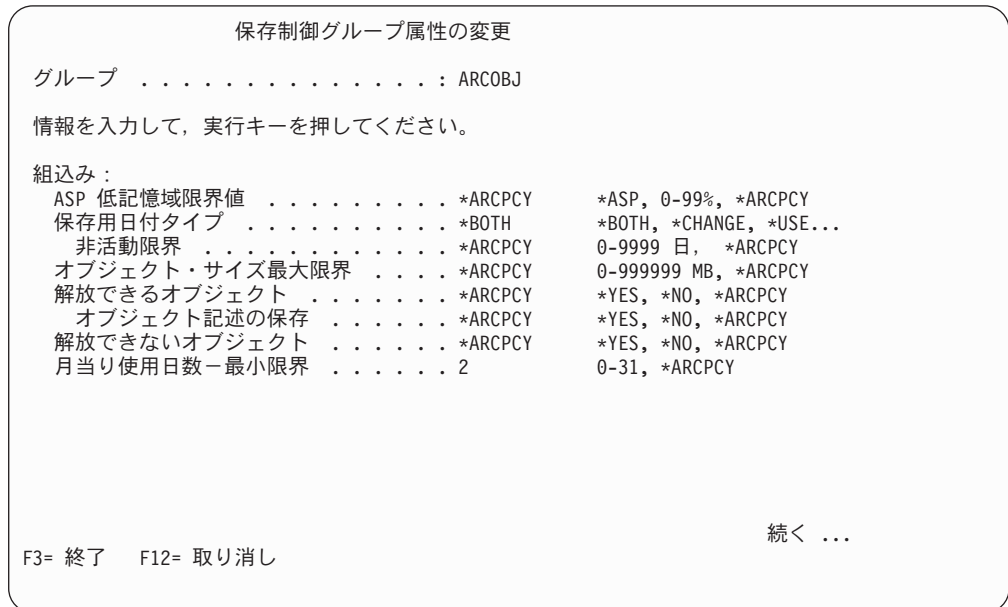 保存制御グループ属性の変更
グループ . . . . . . . . . . . . . . : ARCOBJ
情報を入力して，実行キーを押してください。
組込み :
ASP 低記憶域限界値 . . . . . . . . . *ARCPCY *ASP, 0-99%, *ARCPCY
保存用日付タイプ . . . . . . . . . . *BOTH *BOTH, *CHANGE, *USE...
非活動限界 . . . . . . . . . . . . *ARCPCY 0-9999 日， *ARCPCY
オブジェクト・サイズ最大限界 . . . . *ARCPCY 0-999999 MB, *ARCPCY
解放できるオブジェクト . . . . . . . *ARCPCY *YES, *NO, *ARCPCY
オブジェクト記述の保存 . . . . . . *ARCPCY *YES, *NO, *ARCPCY
解放できないオブジェクト . . . . . . *ARCPCY *YES, *NO, *ARCPCY
月当り使用日数－最小限界 . . . . . . 2 0-31, *ARCPCY
続く ...
F3= 終了 F12= 取り消し